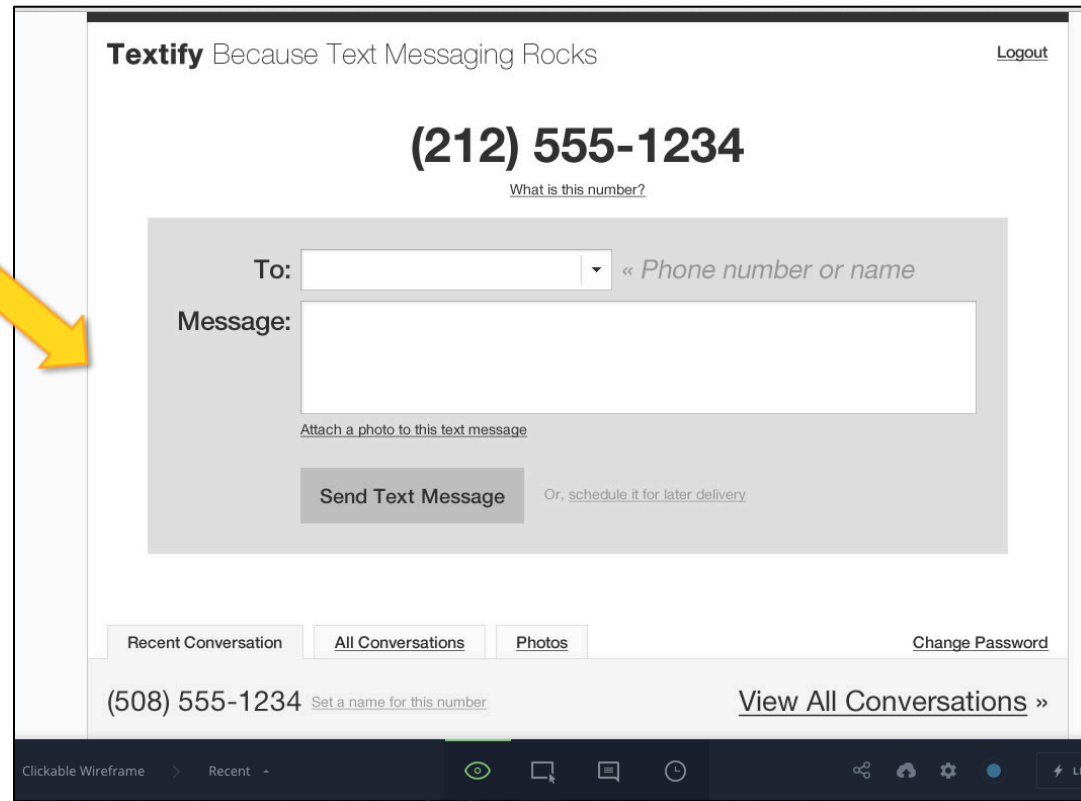 Textify Because Text Messaging Rocks
Logout
(212) 555-1234
What is this number?
To:
« Phone number or name
Message:
Attach a photo to this text message
Send Text Message
Or, schedule it for later delivery
Recent Conversation
All Conversations
Photos
Change Password
(508) 555-1234 Set a name for this number
View All Conversations »
Clickable Wireframe > Recent